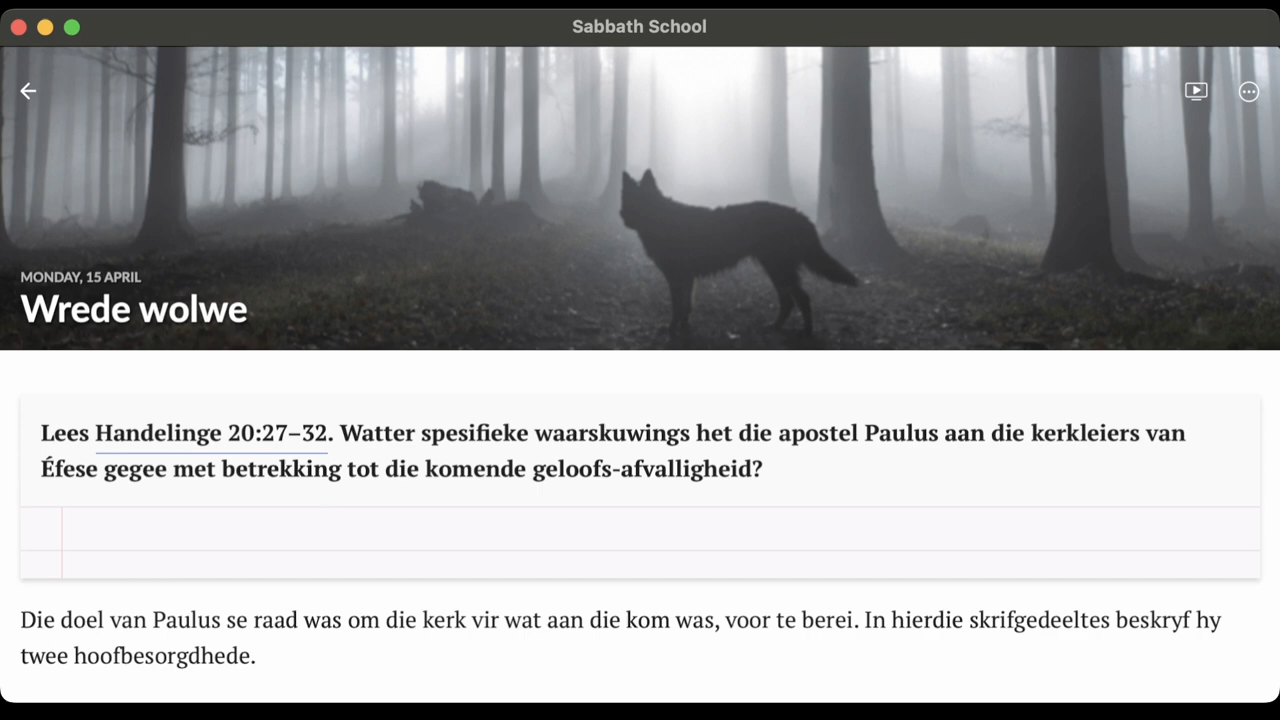 Sabbath School
MONDAY, 15 APRIL
Wrede wolwe
Lees Handelinge 20:27–32. Watter spesifieke waarskuwings het die apostel Paulus aan die kerkleiers van
Éfese gegee met betrekking tot die komende geloofs-afvalligheid?
Die doel van Paulus se raad was om die kerk vir wat aan die kom was, voor te berei. In hierdie skrifgedeeltes beskryf hy
twee hoofbesorgdhede.